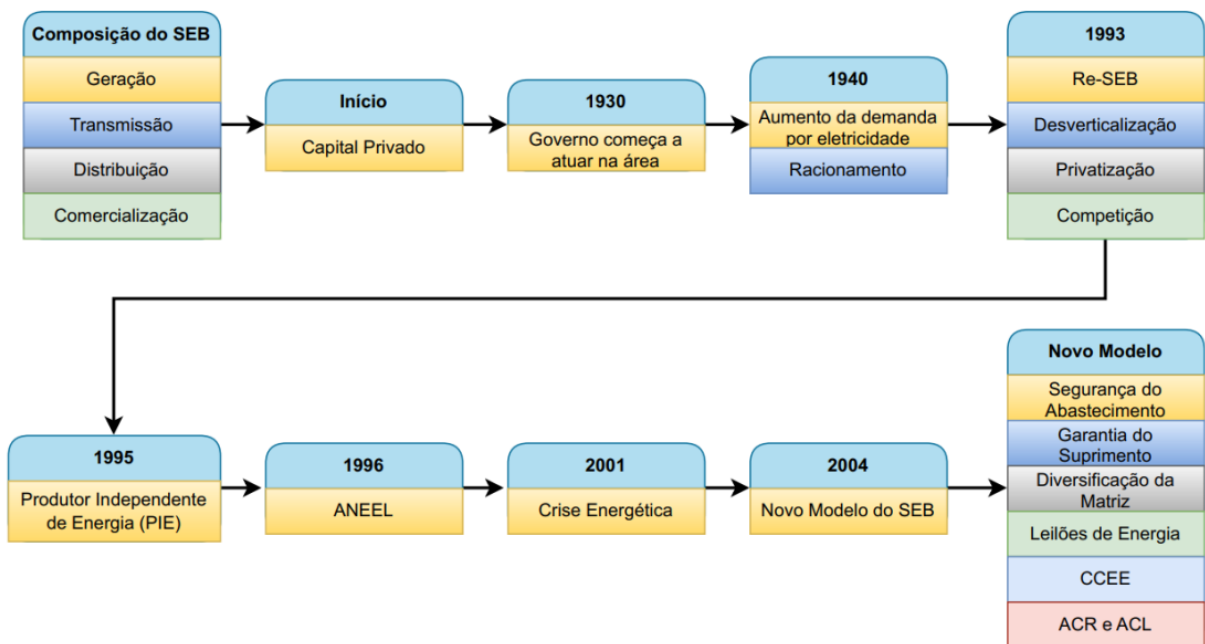 Composição do SEB
Geração
Transmissão
Distribuição
Comercialização
Início
Capital Privado
1930
Governo começa a
atuar na área
1940
Aumento da demanda
por eletricidade
Racionamento
1993
Re-SEB
Desverticalização
Privatização
Competição
1995
Produtor Independente
de Energia (PIE)
1996
ANEEL
2001
Crise Energética
2004
Novo Modelo do SEB
Novo Modelo
Segurança do
Abastecimento
Garantia do
Suprimento
Diversificação da
Matriz
Leilões de Energia
CCEE
ACR e ACL